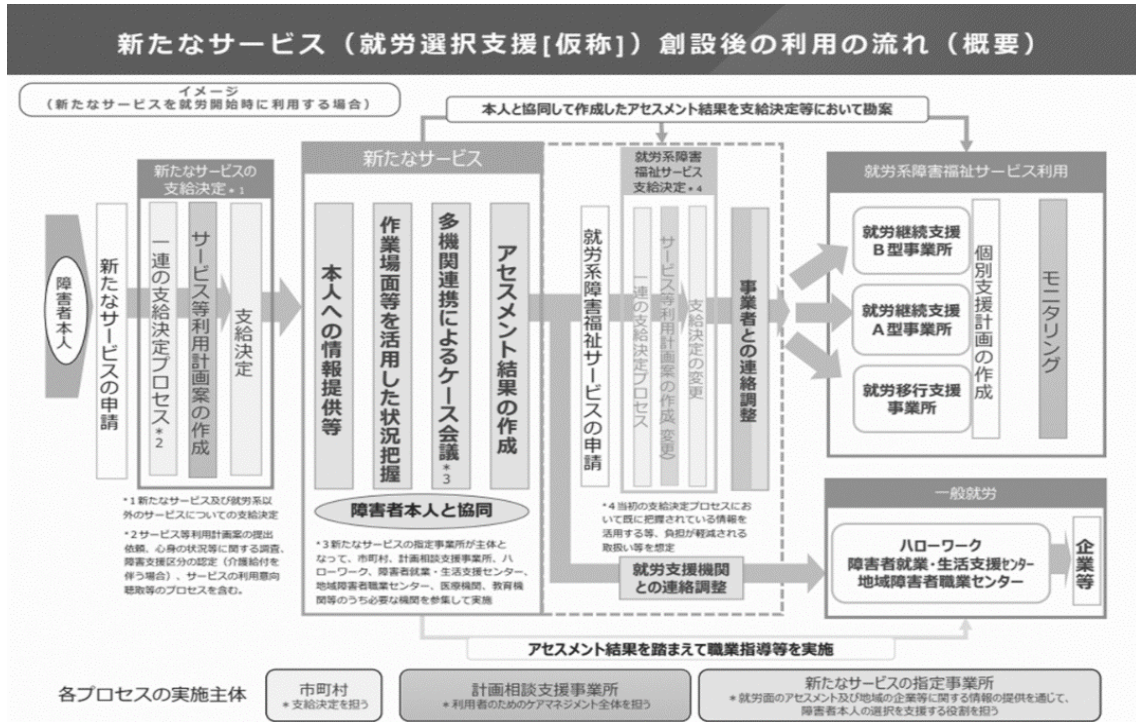 新たなサービス（就労選択支援[仮称]）創設後の利用の流れ（概要）
イメージ
（新たなサービスを就労開始時に利用する場合）
本人と協同して作成したアセスメント結果を支給決定等において勘案
障害者本人
新たなサービスの申請
新たなサービスの
支給決定*1
一連の支給決定プロセス*2
サービス等利用計画案の作成
支給決定
*1新たなサービス及び就労系以
外のサービスについての支給決定
*2サービス等利用計画案の提出
依頼、心身の状況等に関する調査、
障害支援区分の認定（介護給付を
伴う場合）、サービスの利用意向
聴取等のプロセスを含む。
新たなサービス
本人への情報提供等
作業場面等を活用した状況把握
多機関連携によるケース会議*3
アセスメント結果の作成
障害者本人と協同
*3新たなサービスの指定事業所が主体と
なって、市町村、計画相談支援事業所、ハ
ローワーク、障害者就業・生活支援センター、
地域障害者職業センター、医療機関、教育機
関等のうち必要な機関を参集して実施
就労系障害福祉サービスの申請
就労系障害
福祉サービス
支給決定*4
一連の支給決定プロセス
サービス等利用計画案の作成（変更）
支給決定の変更
事業者との連絡調整
*4当初の支給決定プロセスにお
いて既に把握されている情報を
活用する等、負担が軽減される
取扱い等を想定
就労支援機関
との連絡調整
就労系障害福祉サービス利用
就労継続支援
B型事業所
就労継続支援
A型事業所
就労移行支援
事業所
個別支援計画の作成
モニタリング
一般就労
ハローワーク
障害者就業・生活支援センター
地域障害者職業センター
企業等
アセスメント結果を踏まえて職業指導等を実施
各プロセスの実施主体
市町村
*支給決定を担う
計画相談支援事業所
*利用者のためのケアマネジメント全体を担う
新たなサービスの指定事業所
*就労面のアセスメント及び地域の企業等に関する情報の提供を通じて、
障害者本人の選択を支援する役割を担う